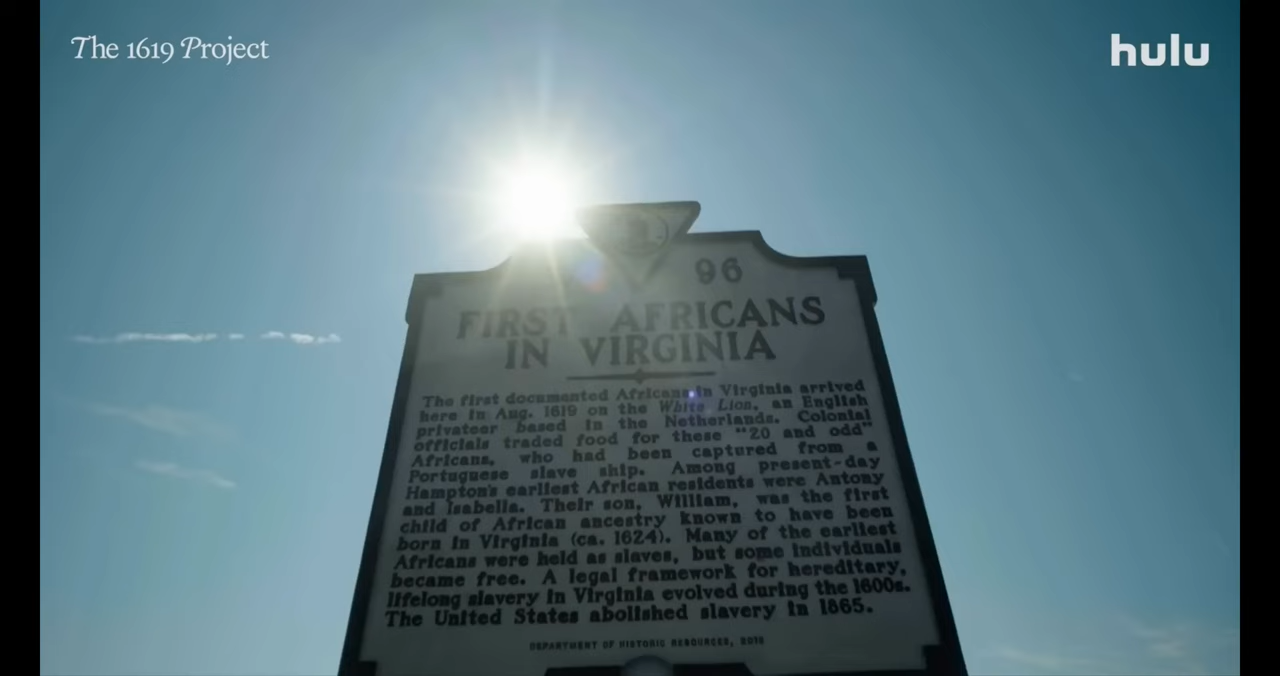 The 1619 Project
hulu
96
FIRST AFRICANS
IN VIRGINIA
The first documented Africans in Virginia arrived
here in Aug. 1619 on the White Lion, an English
privateer based in the Netherlands. Colonial
officials traded food for these "20 and odd"
Africans, who had been captured from a
Portuguese slave ship. Among present-day
Hampton's earliest African residents were Antony
and Isabella. Their son, William, was the first
child of African ancestry known to have been
born in Virginia (ca. 1624). Many of the earliest
Africans were held as slaves, but some individuals
became free. A legal framework for hereditary,
lifelong slavery in Virginia evolved during the 1600s.
The United States abolished slavery in 1865.
DEPARTMENT OF HISTORIC RESOURCES, 2015